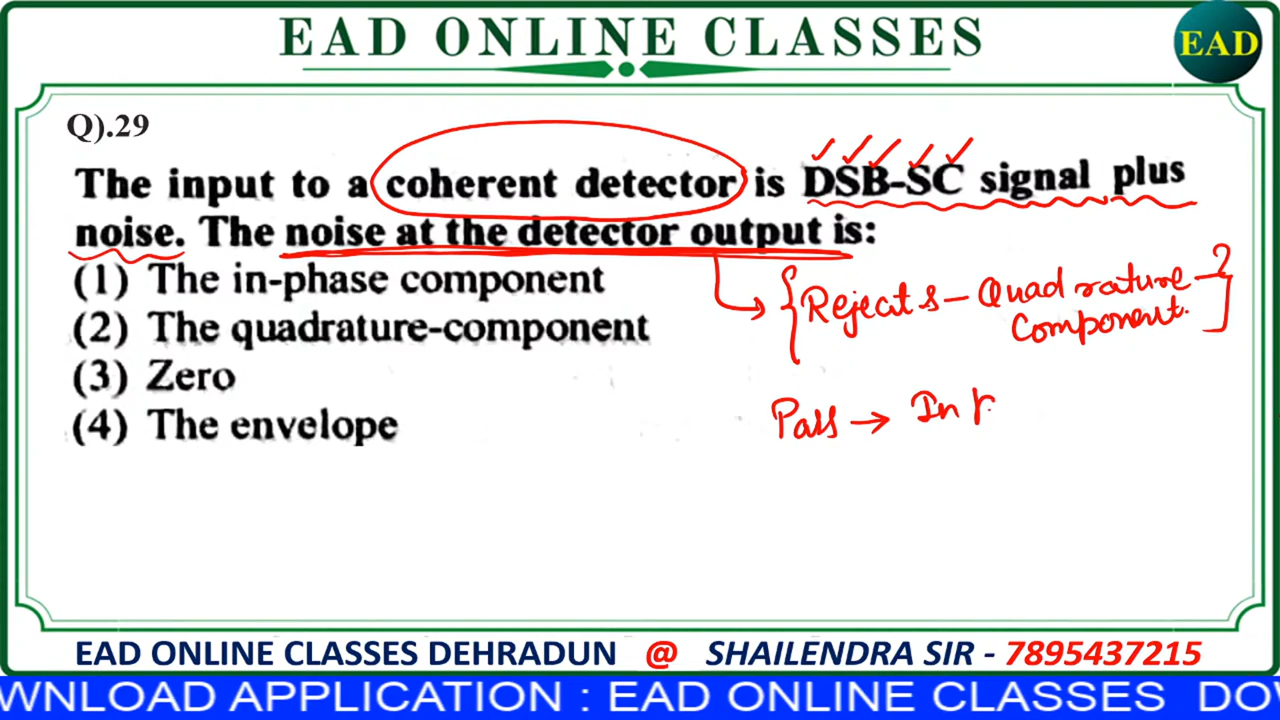 EAD ONLINE CLASSES
EAD
Q).29
The input to a coherent detector is DSB-SC signal plus
noise. The noise at the detector output is:
(1) The in-phase component
(2) The quadrature-component
(3) Zero
(4) The envelope
Rejects - Quadrature
Component.
Pass → In
EAD ONLINE CLASSES DEHRADUN @ SHAILENDRA SIR - 7895437215
WNLOAD APPLICATION : EAD ONLINE CLASSES DO